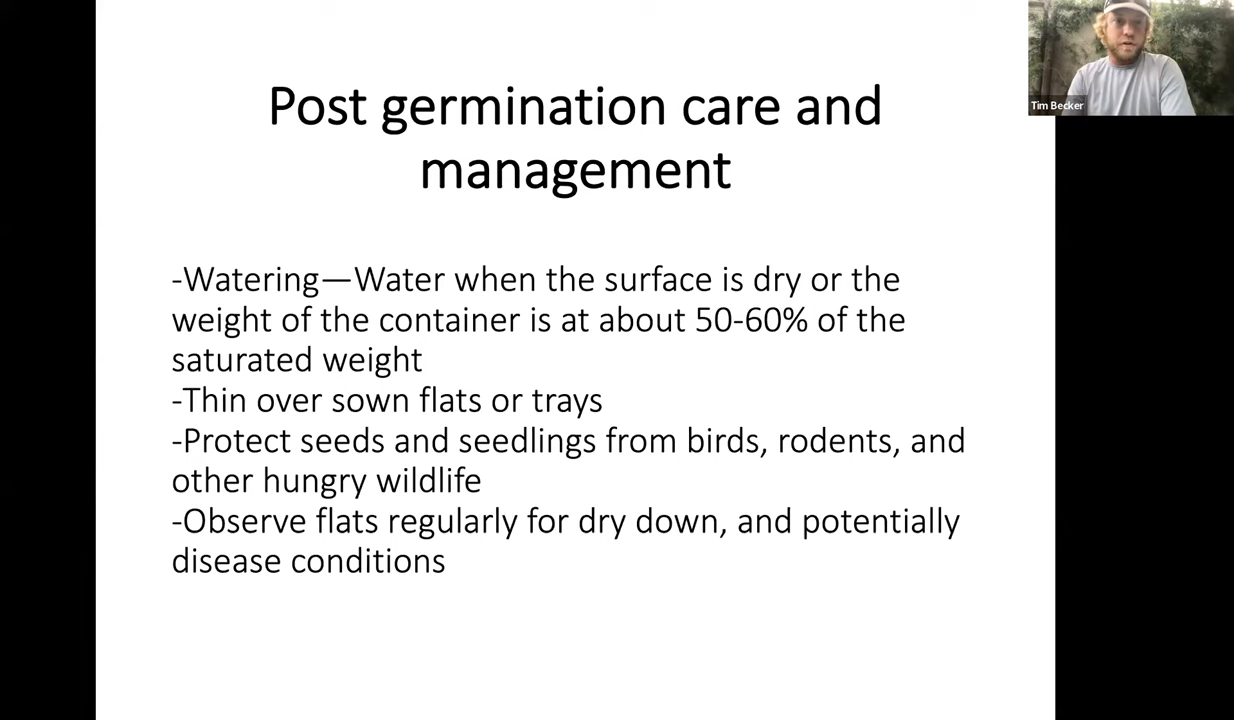 Tim Becker
Post germination care and
management
-Watering—Water when the surface is dry or the
weight of the container is at about 50-60% of the
saturated weight
-Thin over sown flats or trays
-Protect seeds and seedlings from birds, rodents, and
other hungry wildlife
-Observe flats regularly for dry down, and potentially
disease conditions